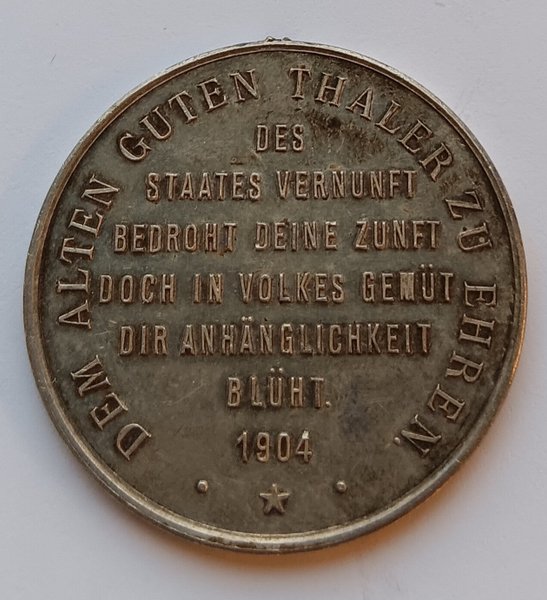 DEM ALTEN GUTEN THALER ZU EHREN.
DES
STAATES VERNUNFT
BEDROHT DEINE ZUNFT
DOCH IN VOLKES GEMÜT
DIR ANHÄNGLICHKEIT
BLÜHT.
1904